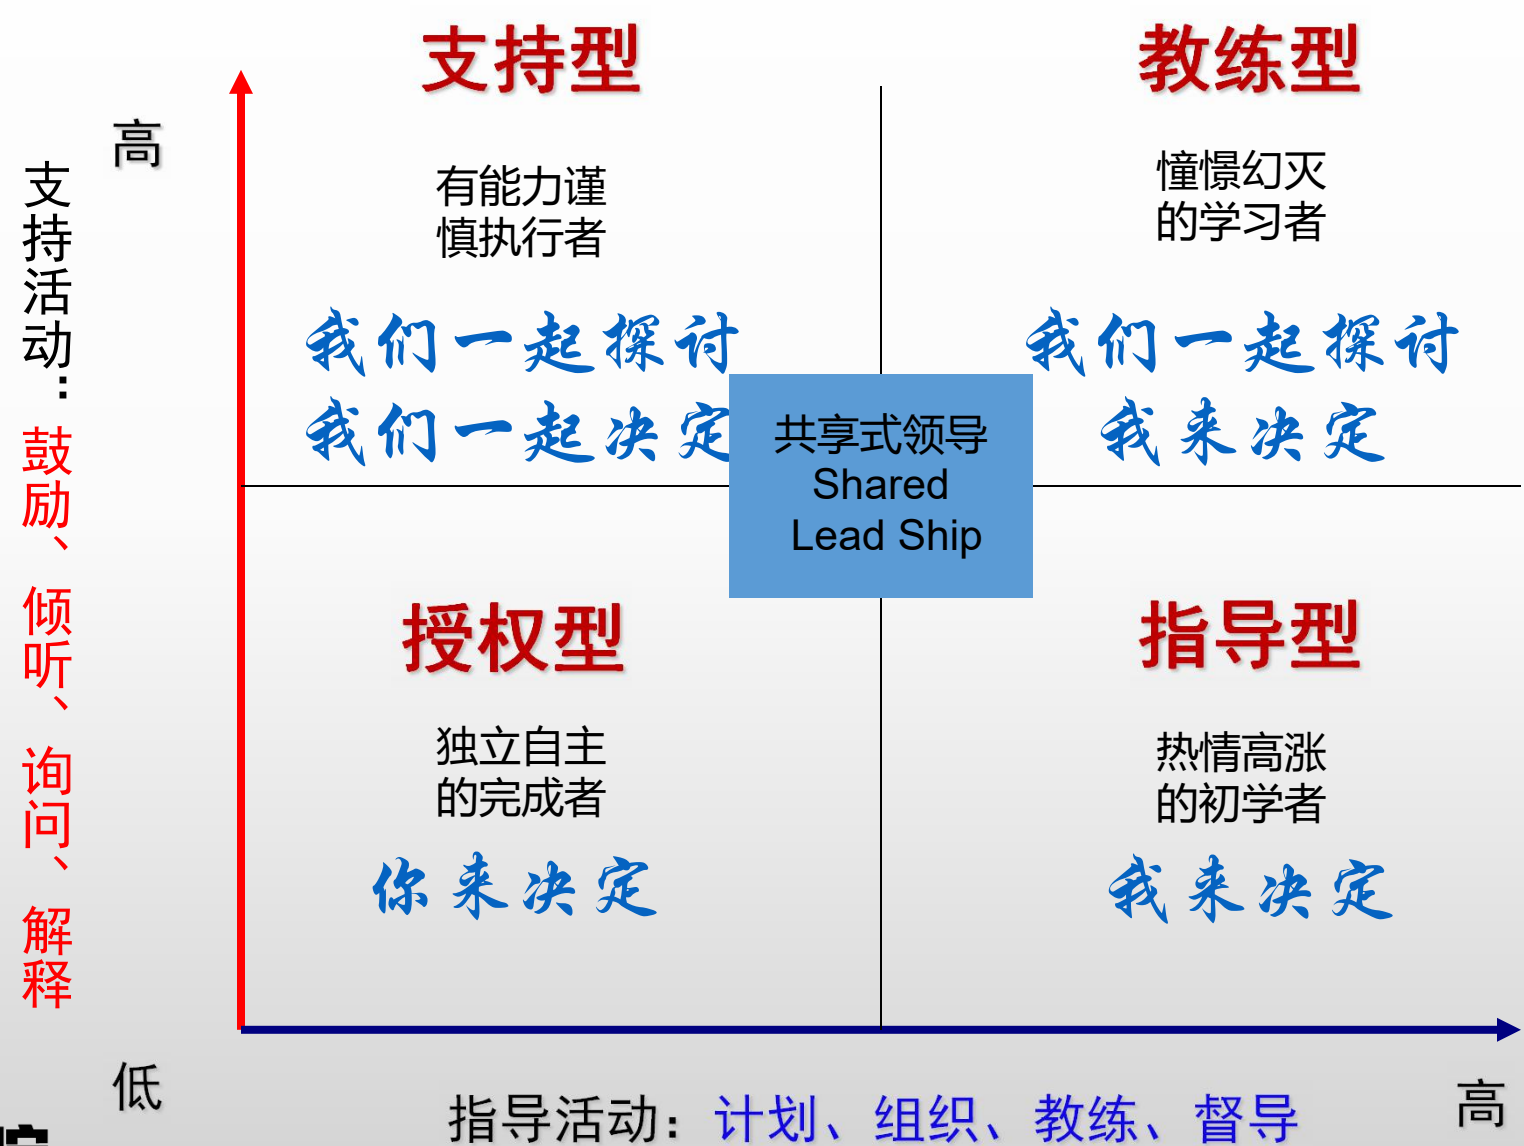 支持型
教练型
高
有能力谨
慎执行者
憧憬幻灭
的学习者
支持活动：鼓励、倾听、询问、解释
我们一起探讨
我们一起决定
我们一起探讨
我来决定
共享式领导
Shared
Lead Ship
授权型
指导型
独立自主
的完成者
热情高涨
的初学者
你来决定
我来决定
低
指导活动：计划、组织、教练、督导
高